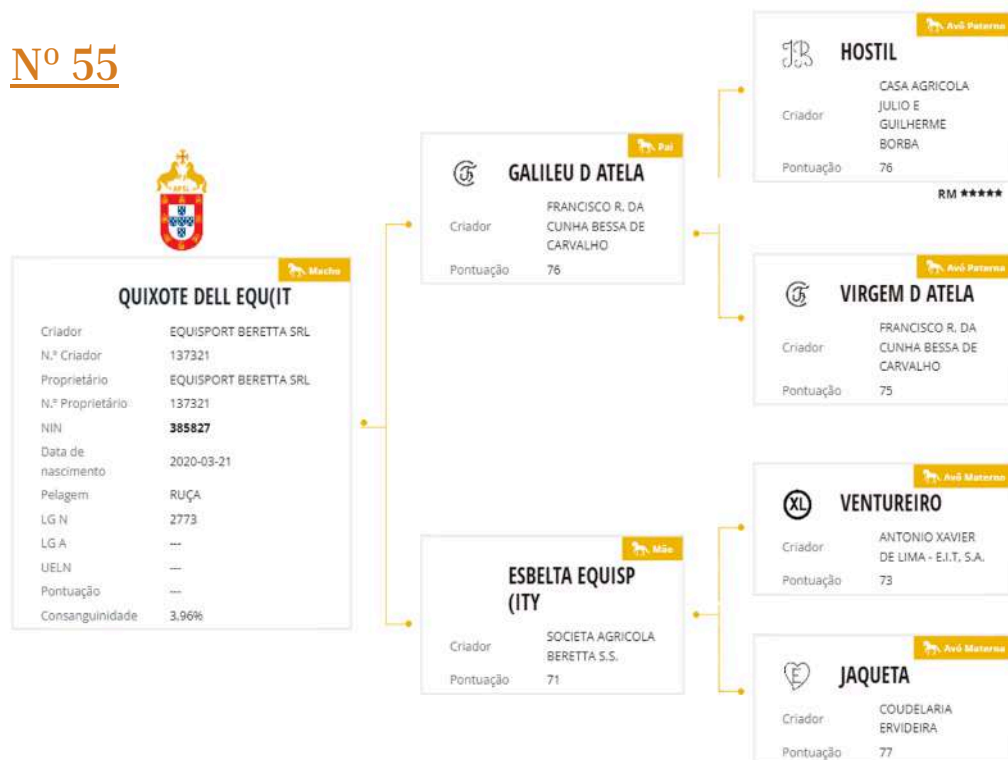 Nº 55
Macho
QUIXOTE DELL EQU(IT
Criador EQUISPORT BERETTA SRL
N.º Criador 137321
Proprietário EQUISPORT BERETTA SRL
N.º Proprietário 137321
NIN 385827
Data de
nascimento 2020-03-21
Pelagem RUÇA
LG N 2773
LG A ---
UELN ---
Pontuação ---
Consanguinidade 3,96%
Pai
GALILEU D ATELA
Criador FRANCISCO R. DA
CUNHA BESSA DE
CARVALHO
Pontuação 76
Mãe
ESBELTA EQUISP
(ITY
Criador SOCIETA AGRICOLA
BERETTA S.S.
Pontuação 71
Avô Paterno
JB HOSTIL
Criador CASA AGRICOLA
JULIO E
GUILHERME
BORBA
Pontuação 76
RM *****
Avó Paterna
VIRGEM D ATELA
Criador FRANCISCO R. DA
CUNHA BESSA DE
CARVALHO
Pontuação 75
Avô Materno
XL VENTUREIRO
Criador ANTONIO XAVIER
DE LIMA - E.I.T, S.A.
Pontuação 73
Avó Materna
E JAQUETA
Criador COUDELARIA
ERVIDEIRA
Pontuação 77